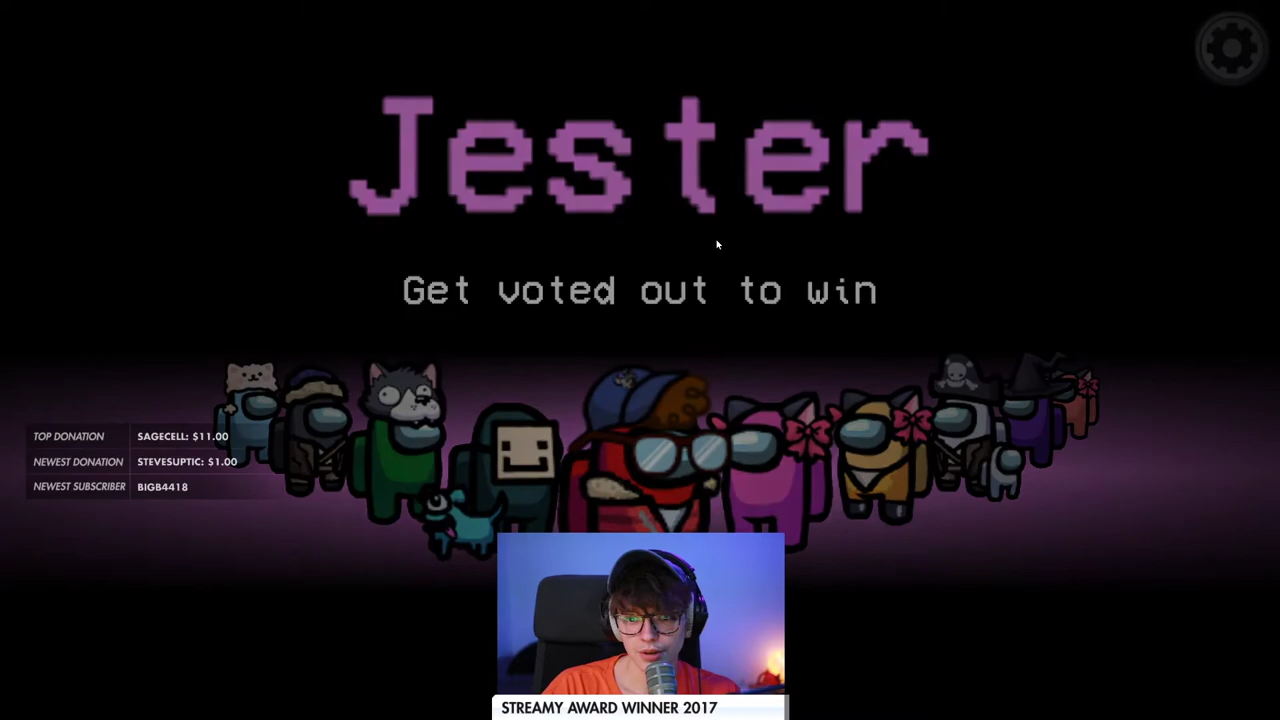 Jester
Get voted out to win
TOP DONATION SAGECELL: $11.00
NEWEST DONATION STEVESUPTIC: $1.00
NEWEST SUBSCRIBER BIGB4418
STREAMY AWARD WINNER 2017